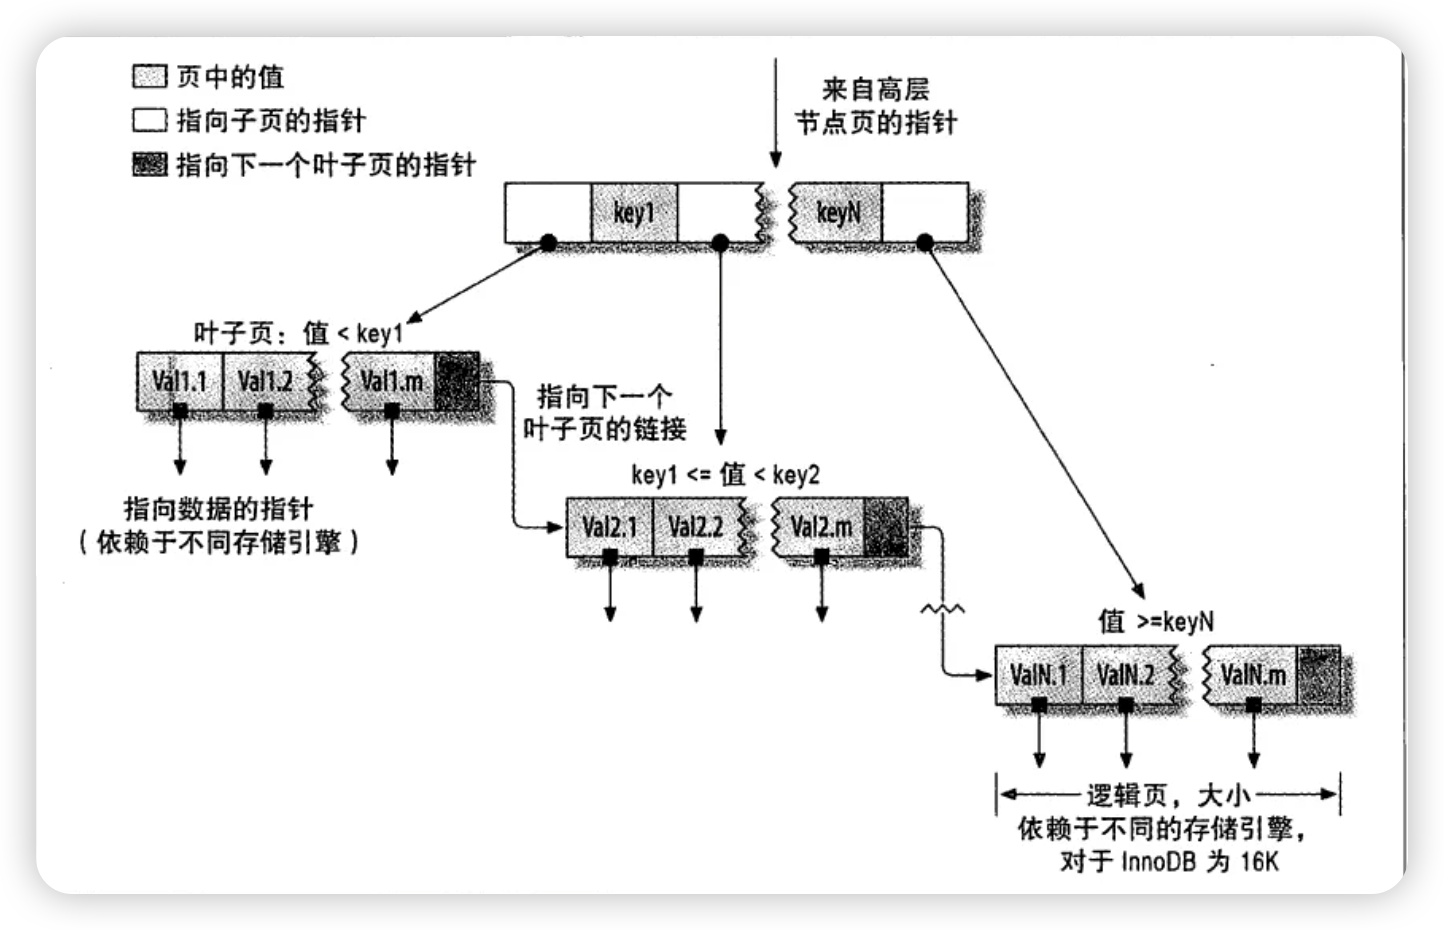 页中的值
指向子页的指针
指向下一个叶子页的指针
来自高层
节点页的指针
key1
keyN
叶子页：值 < key1
Val1.1
Val1.2
Val1.m
指向下一个
叶子页的链接
指向数据的指针
（依赖于不同存储引擎）
key1 <= 值 < key2
Val2.1
Val2.2
Val2.m
值 >=keyN
ValN.1
ValN.2
ValN.m
逻辑页，大小
依赖于不同的存储引擎，
对于 InnoDB 为 16K